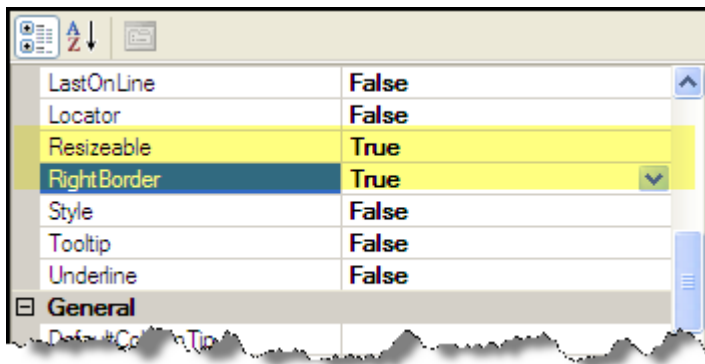 A
Z
LastOnLine False
Locator False
Resizeable True
RightBorder True
Style False
Tooltip False
Underline False
General